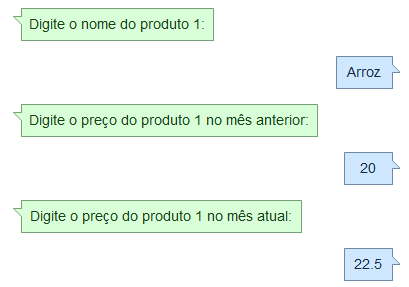 Digite o nome do produto 1:
Arroz
Digite o preço do produto 1 no mês anterior:
20
Digite o preço do produto 1 no mês atual:
22.5